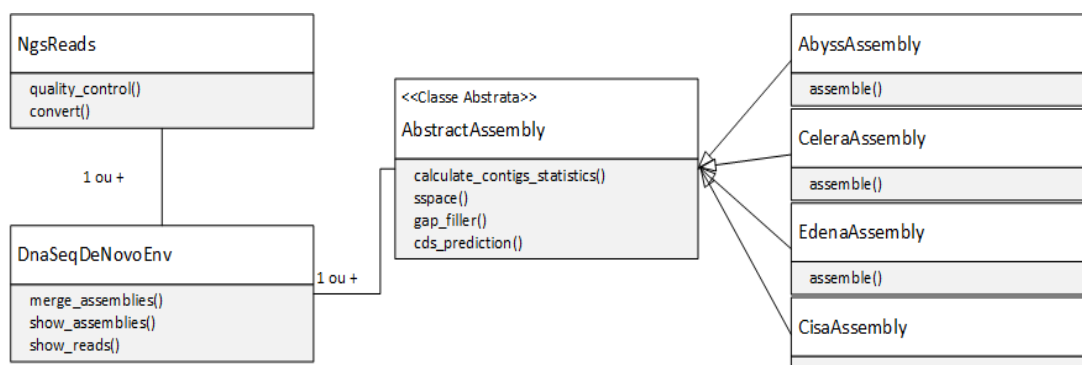 NgsReads
quality_control()
convert()
1 ou +
DnaSeqDeNovoEnv
merge_assemblies()
show_assemblies()
show_reads()
1 ou +
<<Classe Abstrata>>
AbstractAssembly
calculate_contigs_statistics()
sspace()
gap_filler()
cds_prediction()
AbyssAssembly
assemble()
CeleraAssembly
assemble()
EdenaAssembly
assemble()
CisaAssembly